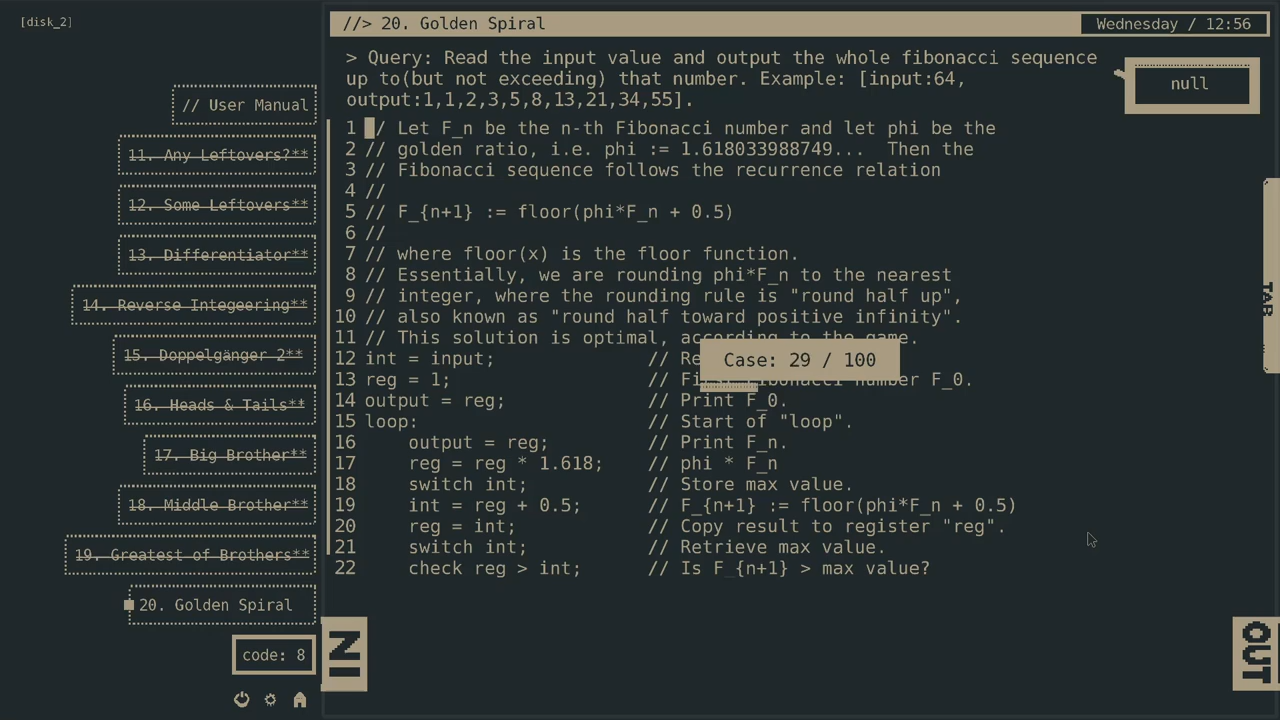 [disk_2]
//> 20. Golden Spiral
Wednesday / 12:56
> Query: Read the input value and output the whole fibonacci sequence
up to(but not exceeding) that number. Example: [input:64,
output:1,1,2,3,5,8,13,21,34,55].
null
// User Manual
11. Any Leftovers?**
12. Some Leftovers**
13. Differentiator**
14. Reverse Integeering**
15. Doppelgänger 2**
16. Heads & Tails**
17. Big Brother**
18. Middle Brother**
19. Greatest of Brothers**
20. Golden Spiral
code: 8
1 // Let F_n be the n-th Fibonacci number and let phi be the
2 // golden ratio, i.e. phi := 1.618033988749... Then the
3 // Fibonacci sequence follows the recurrence relation
4 //
5 // F_{n+1} := floor(phi*F_n + 0.5)
6 //
7 // where floor(x) is the floor function.
8 // Essentially, we are rounding phi*F_n to the nearest
9 // integer, where the rounding rule is "round half up",
10 // also known as "round half toward positive infinity".
11 // This solution is optimal, according to the game.
12 int = input; // Re
13 reg = 1; // First Fibonacci number F_0.
14 output = reg; // Print F_0.
15 loop: // Start of "loop".
16 output = reg; // Print F_n.
17 reg = reg * 1.618; // phi * F_n
18 switch int; // Store max value.
19 int = reg + 0.5; // F_{n+1} := floor(phi*F_n + 0.5)
20 reg = int; // Copy result to register "reg".
21 switch int; // Retrieve max value.
22 check reg > int; // Is F_{n+1} > max value?
Case: 29 / 100
TAB
IN
OUT